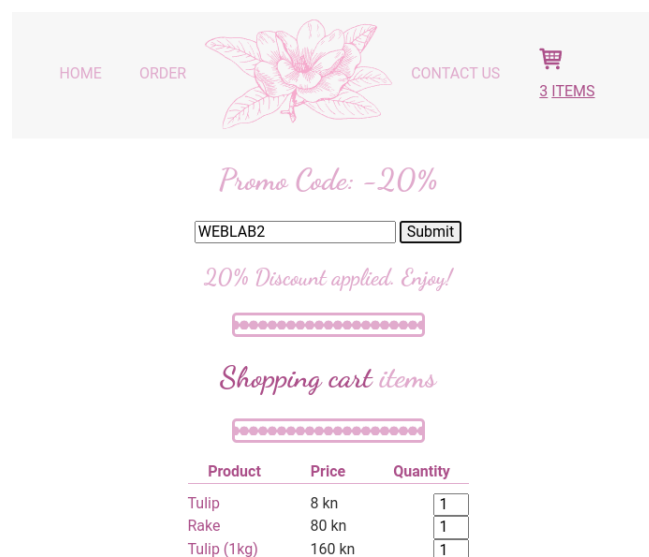 HOME ORDER CONTACT US
3 ITEMS
Promo Code: -20%
WEBLAB2 Submit
20% Discount applied. Enjoy!
Shopping cart items
Product Price Quantity
Tulip 8 kn 1
Rake 80 kn 1
Tulip (1kg) 160 kn 1